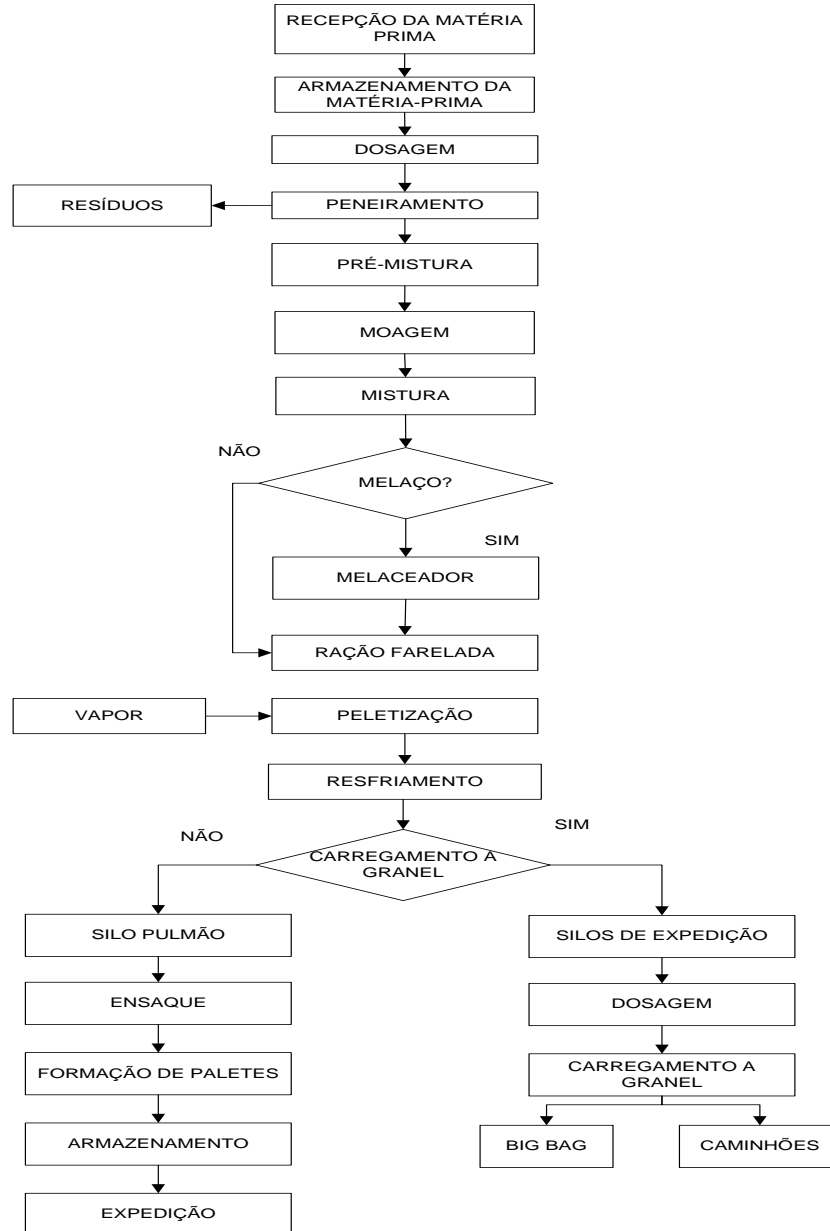 RECEPÇÃO DA MATÉRIA
PRIMA
ARMAZENAMENTO DA
MATÉRIA-PRIMA
DOSAGEM
RESÍDUOS
PENEIRAMENTO
PRÉ-MISTURA
MOAGEM
MISTURA
NÃO
MELAÇO?
SIM
MELACEADOR
RAÇÃO FARELADA
VAPOR
PELETIZAÇÃO
RESFRIAMENTO
NÃO
SIM
CARREGAMENTO A
GRANEL
SILO PULMÃO
ENSAQUE
FORMAÇÃO DE PALETES
ARMAZENAMENTO
EXPEDIÇÃO
SILOS DE EXPEDIÇÃO
DOSAGEM
CARREGAMENTO A
GRANEL
BIG BAG
CAMINHÕES